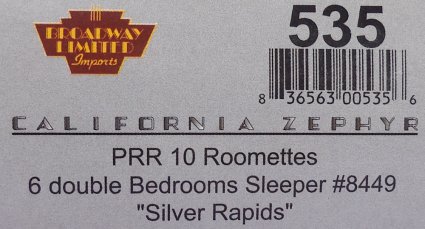 BROADWAY
LIMITED
Imports
535
8 36563 00535 6
CALIFORNIA ZEPHYR
PRR 10 Roomettes
6 double Bedrooms Sleeper #8449
"Silver Rapids"